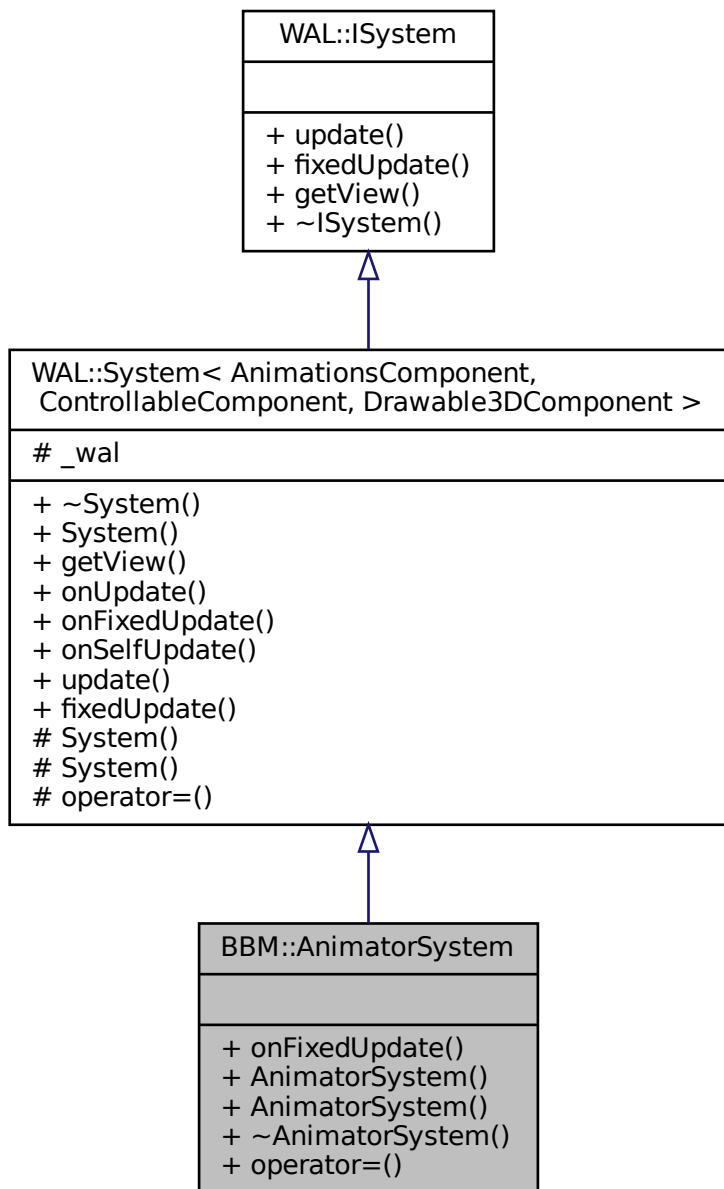 WAL::ISystem
+ update()
+ fixedUpdate()
+ getView()
+ ~ISystem()
WAL::System< AnimationsComponent,
ControllableComponent, Drawable3DComponent >
# _wal
+ ~System()
+ System()
+ getView()
+ onUpdate()
+ onFixedUpdate()
+ onSelfUpdate()
+ update()
+ fixedUpdate()
# System()
# System()
# operator=()
BBM::AnimatorSystem
+ onFixedUpdate()
+ AnimatorSystem()
+ AnimatorSystem()
+ ~AnimatorSystem()
+ operator=()